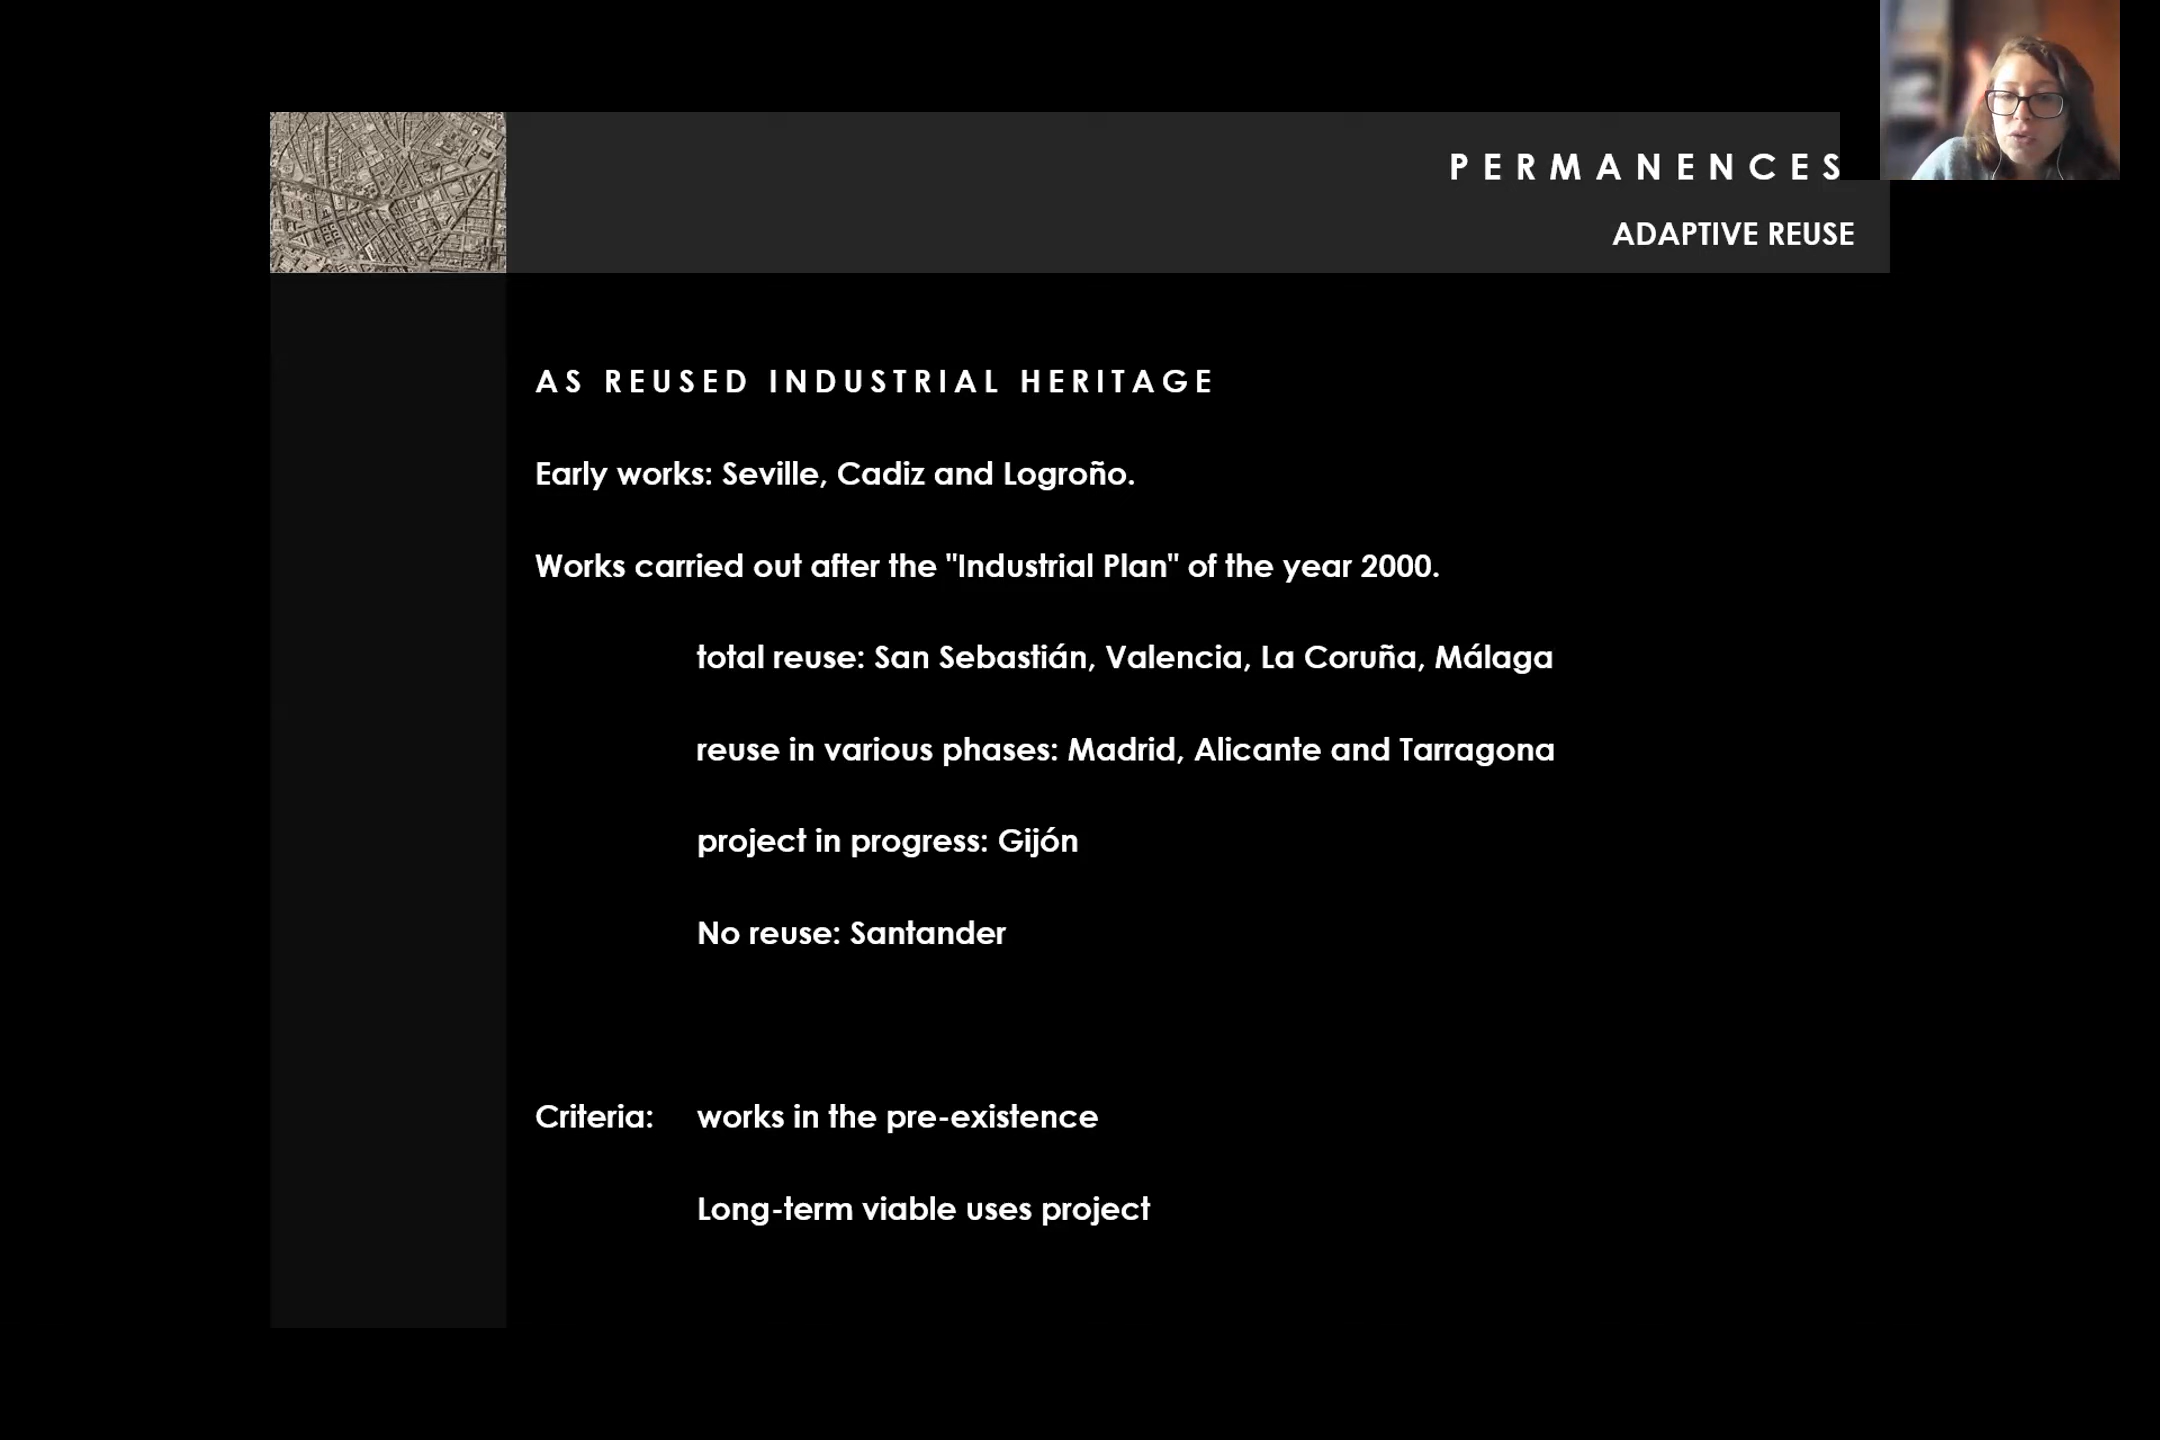 PERMANENCES
ADAPTIVE REUSE
AS REUSED INDUSTRIAL HERITAGE
Early works: Seville, Cadiz and Logroño.
Works carried out after the "Industrial Plan" of the year 2000.
total reuse: San Sebastián, Valencia, La Coruña, Málaga
reuse in various phases: Madrid, Alicante and Tarragona
project in progress: Gijón
No reuse: Santander
Criteria: works in the pre-existence
Long-term viable uses project